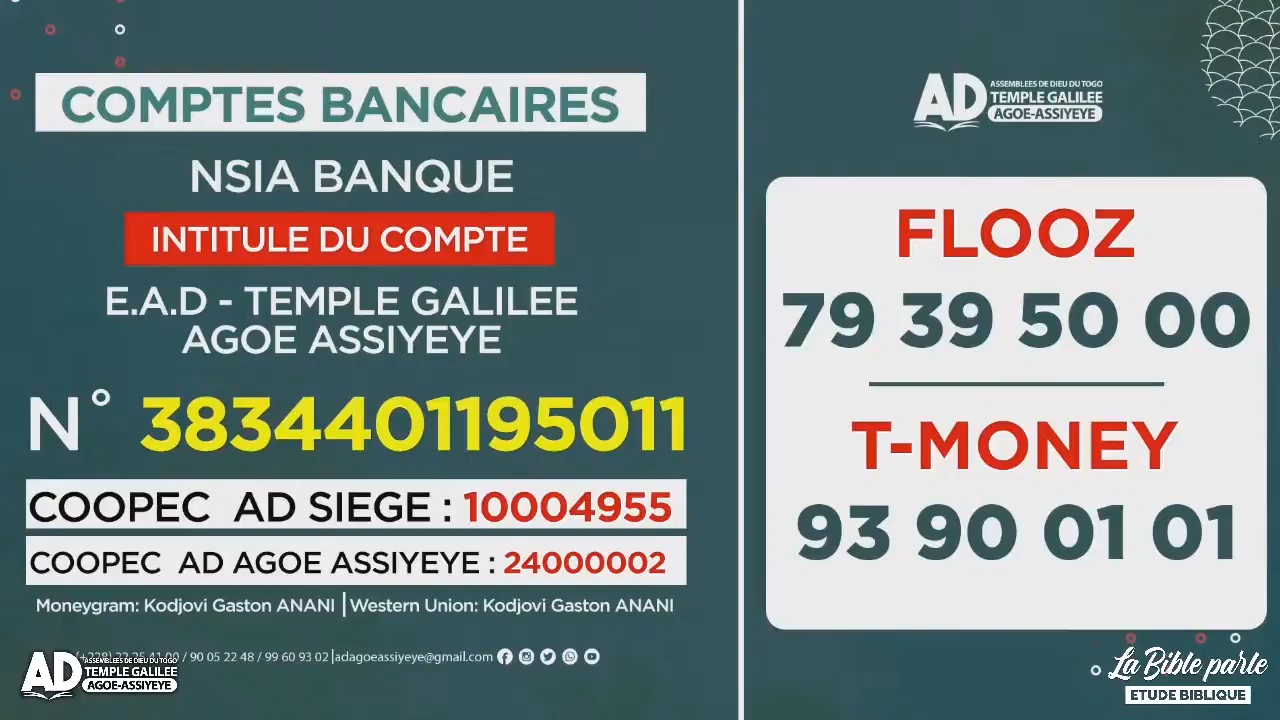 COMPTES BANCAIRES
NSIA BANQUE
INTITULE DU COMPTE
E.A.D - TEMPLE GALILEE
AGOE ASSIYEYE
N° 3834401195011
COOPEC AD SIEGE : 10004955
COOPEC AD AGOE ASSIYEYE : 24000002
Moneygram: Kodjovi Gaston ANANI | Western Union: Kodjovi Gaston ANANI
(+228) 22 25 41 00 / 90 05 22 48 / 99 60 93 02 | adagoeassiyeye@gmail.com
AD ASSEMBLEES DE DIEU DU TOGO
TEMPLE GALILEE
AGOE-ASSIYEYE
AD ASSEMBLEES DE DIEU DU TOGO
TEMPLE GALILEE
AGOE-ASSIYEYE
FLOOZ
79 39 50 00
T-MONEY
93 90 01 01
La Bible parle
ETUDE BIBLIQUE